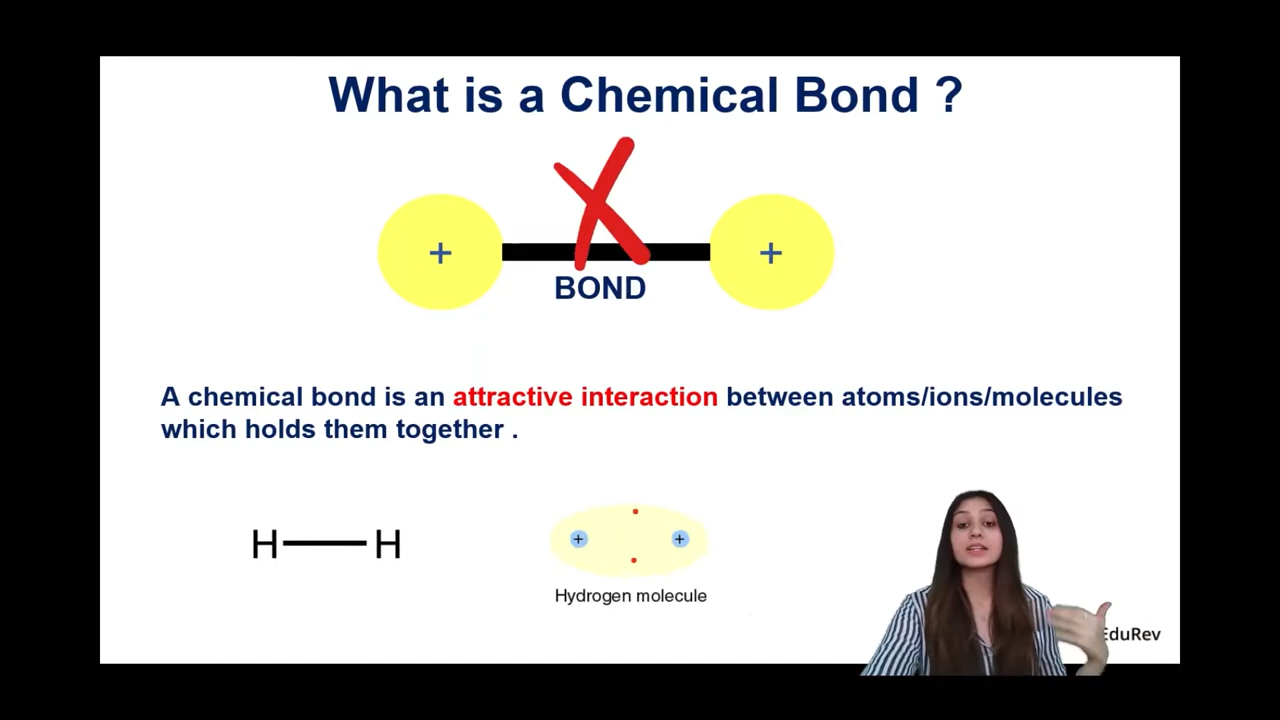 What is a Chemical Bond ?
+ +
BOND
A chemical bond is an attractive interaction between atoms/ions/molecules
which holds them together .
H H
+ +
Hydrogen molecule
EduRev